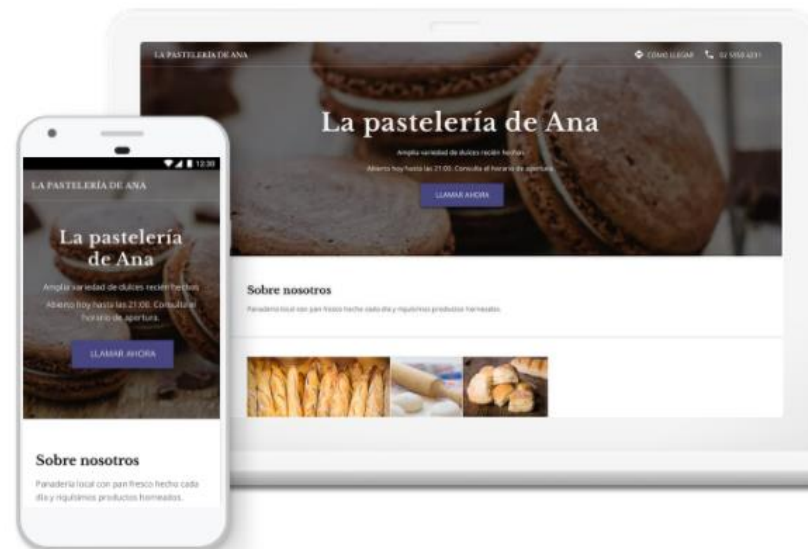 LA PASTELERÍA DE ANA
CÓMO LLEGAR
La pastelería de Ana
Amplia variedad de dulces recién hechos
Abierto hoy hasta las 21:00. Consulta el horario de apertura.
LLAMAR AHORA
Sobre nosotros
Panadería local con pan fresco hecho cada día y riquísimos productos horneados.
12:30
LA PASTELERÍA DE ANA
La pastelería
de Ana
Amplia variedad de dulces recién hechos
Abierto hoy hasta las 21:00. Consulta el
horario de apertura.
LLAMAR AHORA
Sobre nosotros
Panadería local con pan fresco hecho cada
día y riquísimos productos horneados.